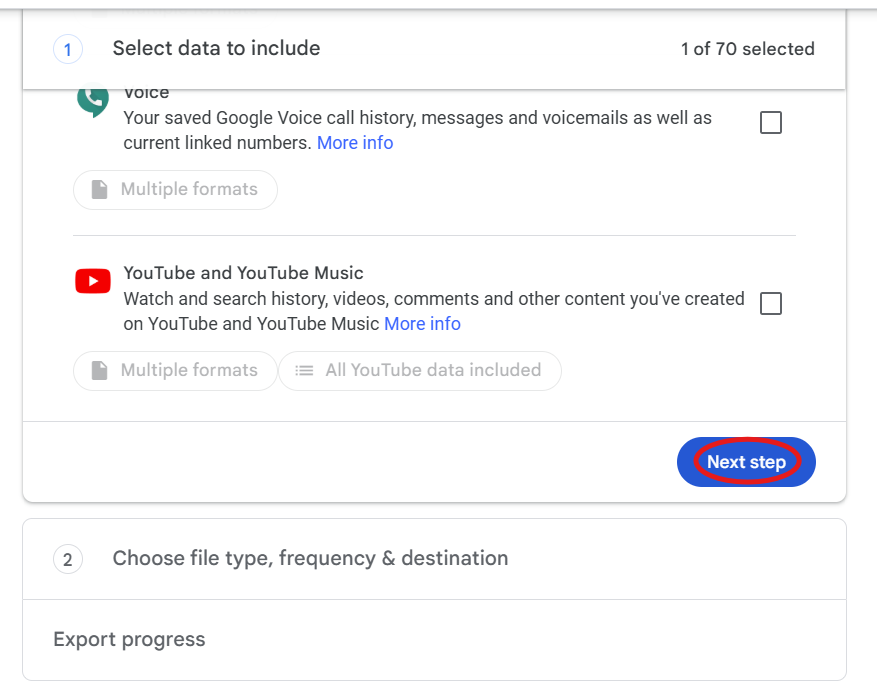 1
Select data to include
1 of 70 selected
Voice
Your saved Google Voice call history, messages and voicemails as well as
current linked numbers. More info
Multiple formats
YouTube and YouTube Music
Watch and search history, videos, comments and other content you've created
on YouTube and YouTube Music More info
Multiple formats
All YouTube data included
Next step
2
Choose file type, frequency & destination
Export progress